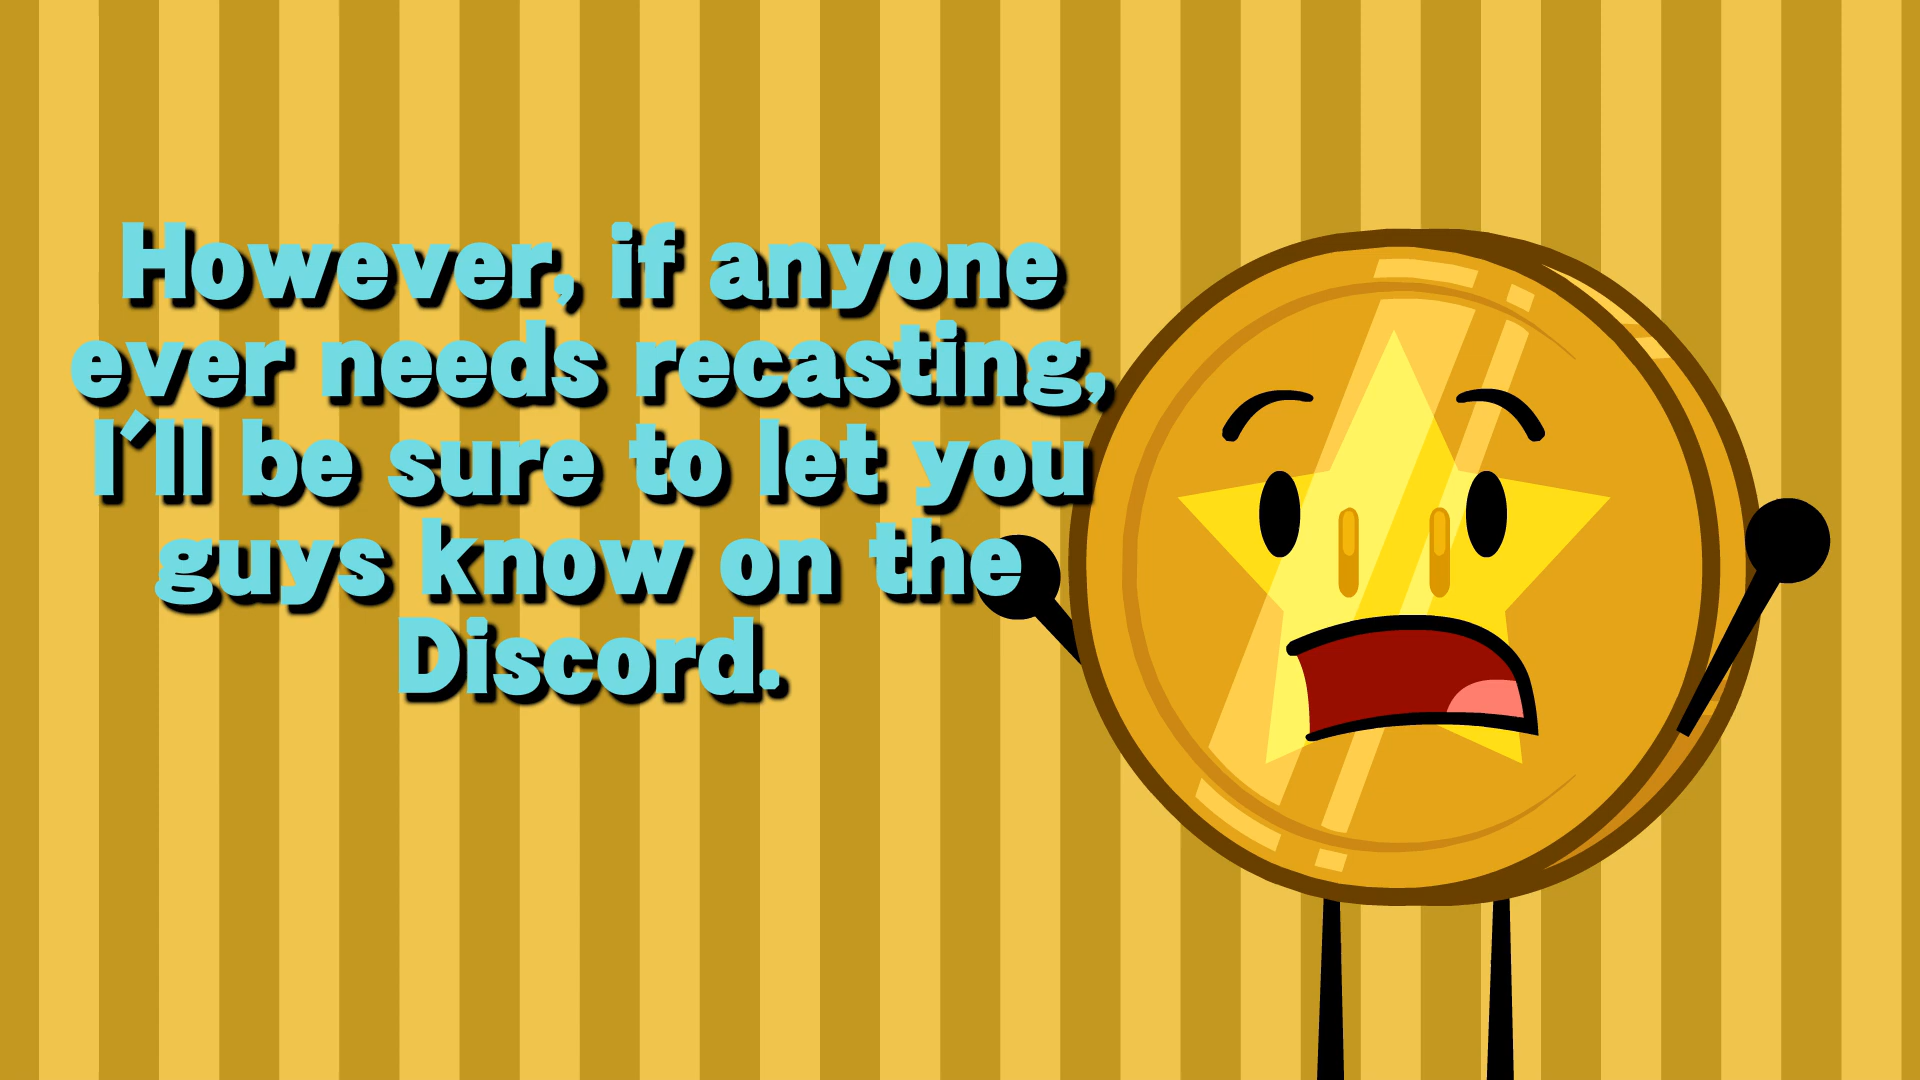 However, if anyone
ever needs recasting,
I'll be sure to let you
guys know on the
Discord.